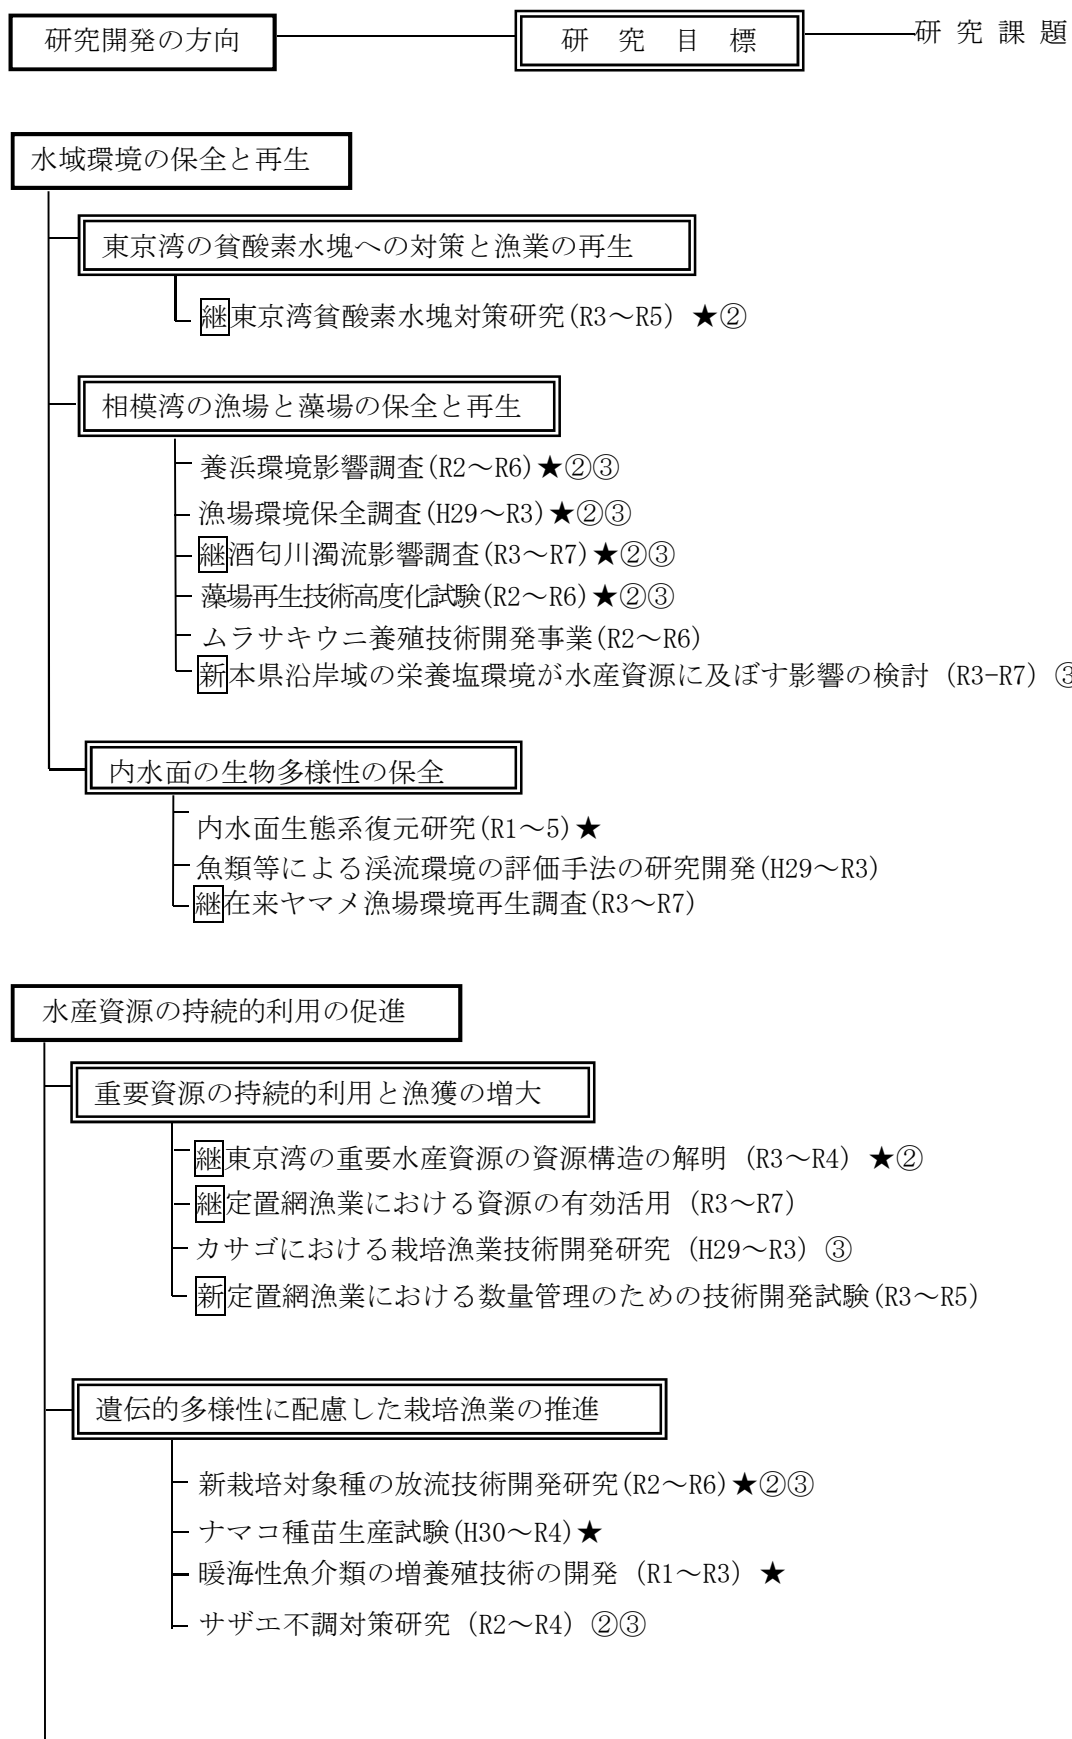 研究開発の方向 研究目標 研究課題
水域環境の保全と再生
東京湾の貧酸素水塊への対策と漁業の再生
継東京湾貧酸素水塊対策研究(R3～R5) ★②
相模湾の漁場と藻場の保全と再生
養浜環境影響調査(R2～R6)★②③
漁場環境保全調査(H29～R3)★②③
継酒匂川濁流影響調査(R3～R7)★②③
藻場再生技術高度化試験(R2～R6)★②③
ムラサキウニ養殖技術開発事業(R2～R6)
新本県沿岸域の栄養塩環境が水産資源に及ぼす影響の検討 (R3-R7) ③
内水面の生物多様性の保全
内水面生態系復元研究(R1～5)★
魚類等による渓流環境の評価手法の研究開発(H29～R3)
継在来ヤマメ漁場環境再生調査(R3～R7)
水産資源の持続的利用の促進
重要資源の持続的利用と漁獲の増大
継東京湾の重要水産資源の資源構造の解明 (R3～R4) ★②
継定置網漁業における資源の有効活用 (R3～R7)
カサゴにおける栽培漁業技術開発研究 (H29～R3) ③
新定置網漁業における数量管理のための技術開発試験(R3～R5)
遺伝的多様性に配慮した栽培漁業の推進
新栽培対象種の放流技術開発研究(R2～R6)★②③
ナマコ種苗生産試験(H30～R4)★
暖海性魚介類の増養殖技術の開発 (R1～R3) ★
サザエ不調対策研究 (R2～R4) ②③